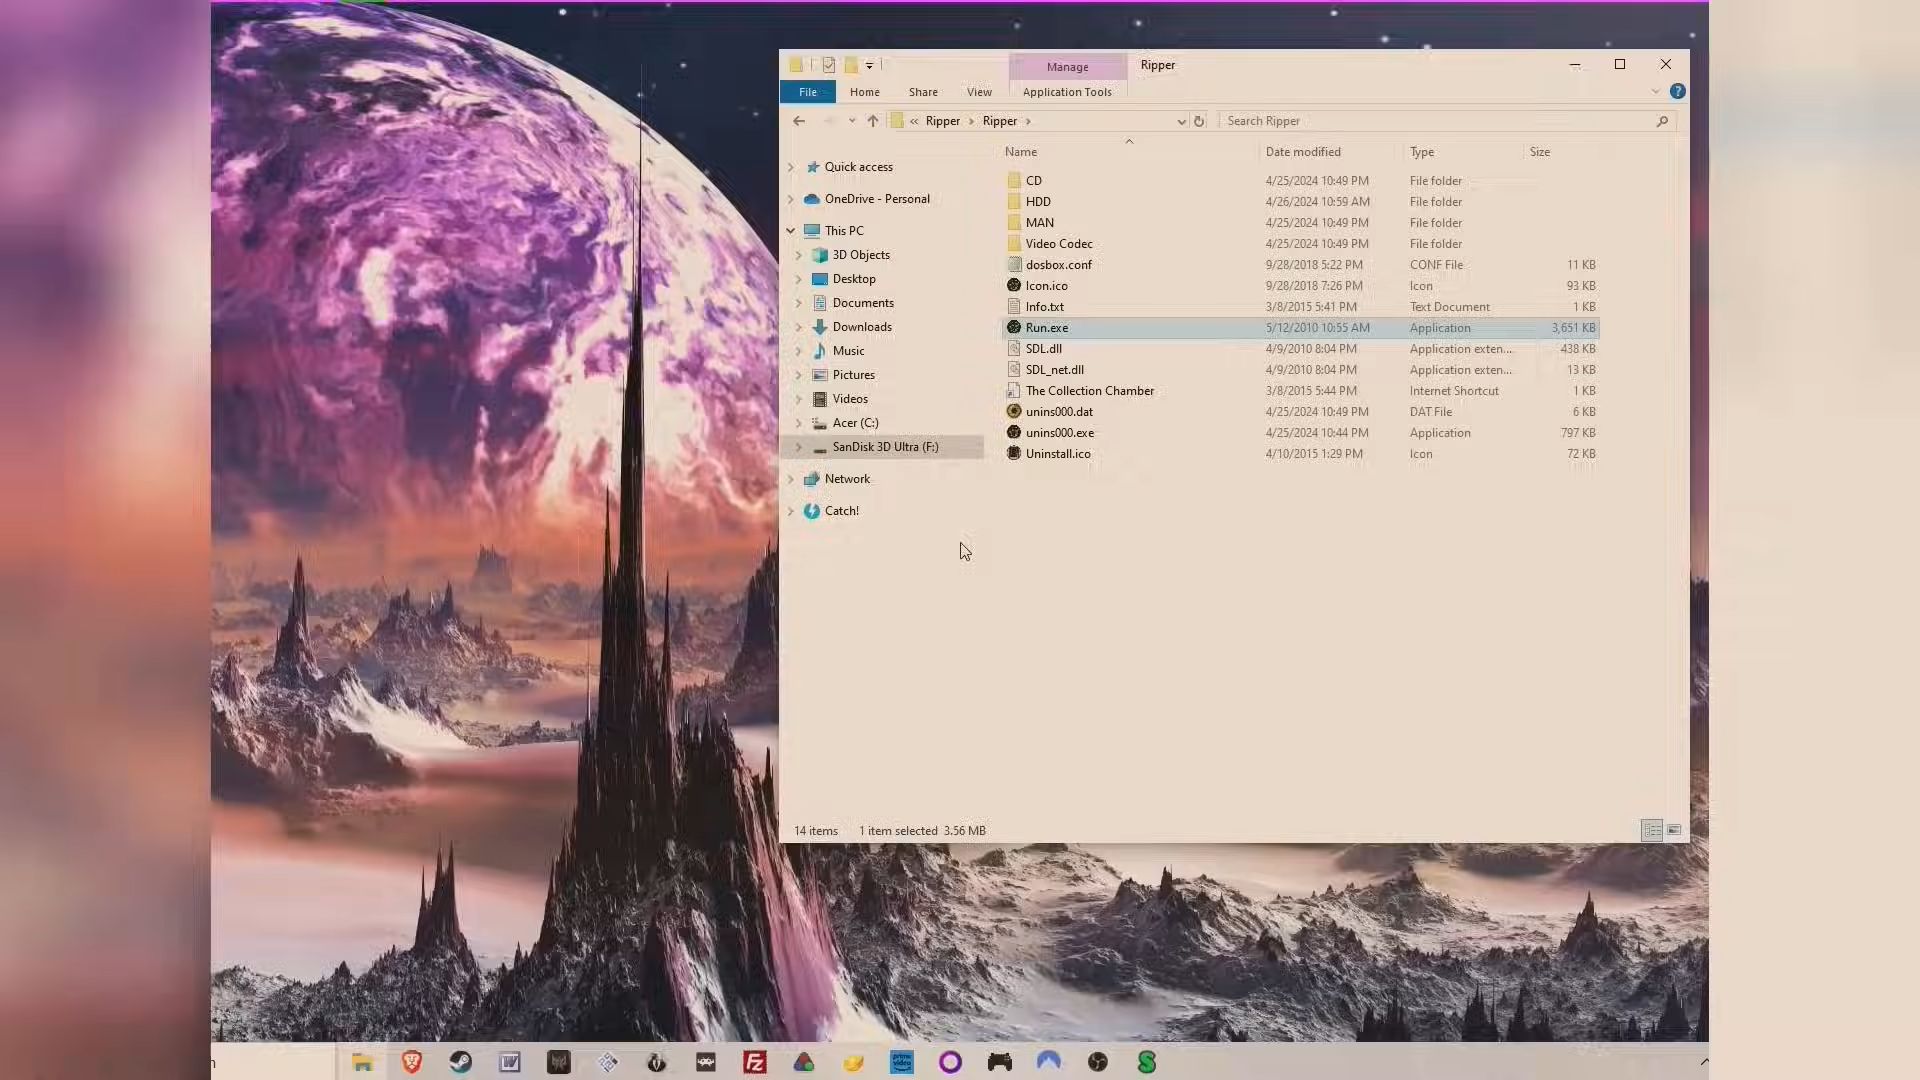 Manage Ripper
File Home Share View Application Tools
« Ripper › Ripper › Search Ripper
Name Date modified Type Size
Quick access
OneDrive - Personal
This PC
3D Objects
Desktop
Documents
Downloads
Music
Pictures
Videos
Acer (C:)
SanDisk 3D Ultra (F:)
Network
Catch!
CD 4/25/2024 10:49 PM File folder
HDD 4/26/2024 10:59 AM File folder
MAN 4/25/2024 10:49 PM File folder
Video Codec 4/25/2024 10:49 PM File folder
dosbox.conf 9/28/2018 5:22 PM CONF File 11 KB
Icon.ico 9/28/2018 7:26 PM Icon 93 KB
Info.txt 3/8/2015 5:41 PM Text Document 1 KB
Run.exe 5/12/2010 10:55 AM Application 3,651 KB
SDL.dll 4/9/2010 8:04 PM Application exten... 438 KB
SDL_net.dll 4/9/2010 8:04 PM Application exten... 13 KB
The Collection Chamber 3/8/2015 5:44 PM Internet Shortcut 1 KB
unins000.dat 4/25/2024 10:49 PM DAT File 6 KB
unins000.exe 4/25/2024 10:44 PM Application 797 KB
Uninstall.ico 4/10/2015 1:29 PM Icon 72 KB
14 items 1 item selected 3.56 MB